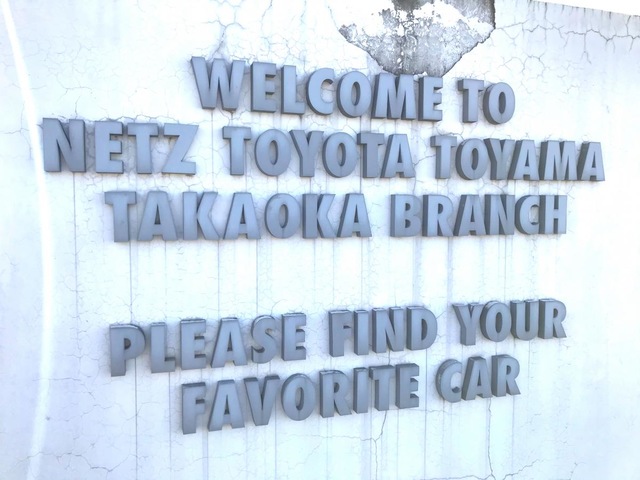 WELCOME TO
NETZ TOYOTA TOYAMA
TAKAOKA BRANCH
PLEASE FIND YOUR
FAVORITE CAR